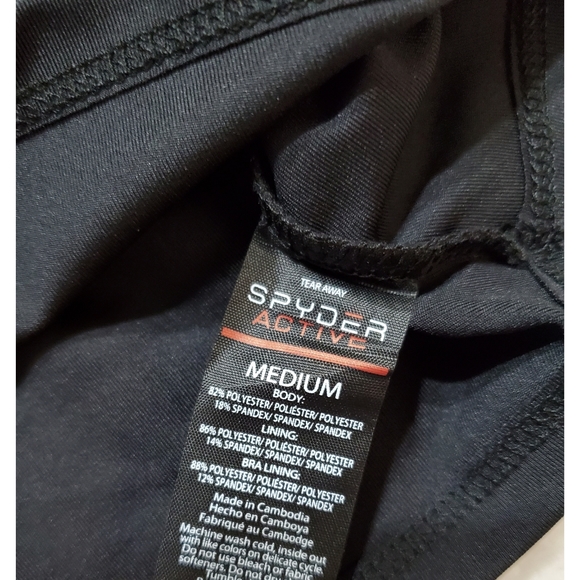 TEAR AWAY
SPYDER
ACTIVE
MEDIUM
BODY:
82% POLYESTER/ POLIÉSTER/ POLYESTER
18% SPANDEX/ SPANDEX/ SPANDEX
LINING:
86% POLYESTER/ POLIÉSTER/ POLYESTER
14% SPANDEX/ SPANDEX/ SPANDEX
BRA LINING:
88% POLYESTER/ POLIÉSTER/ POLYESTER
12% SPANDEX/ SPANDEX/ SPANDEX
Made in Cambodia
Hecho en Camboya
Fabriqué au Cambodge
Machine wash cold, inside out
with like colors on delicate cycle.
Do not use bleach or fabric
softeners. Do not
Tumble